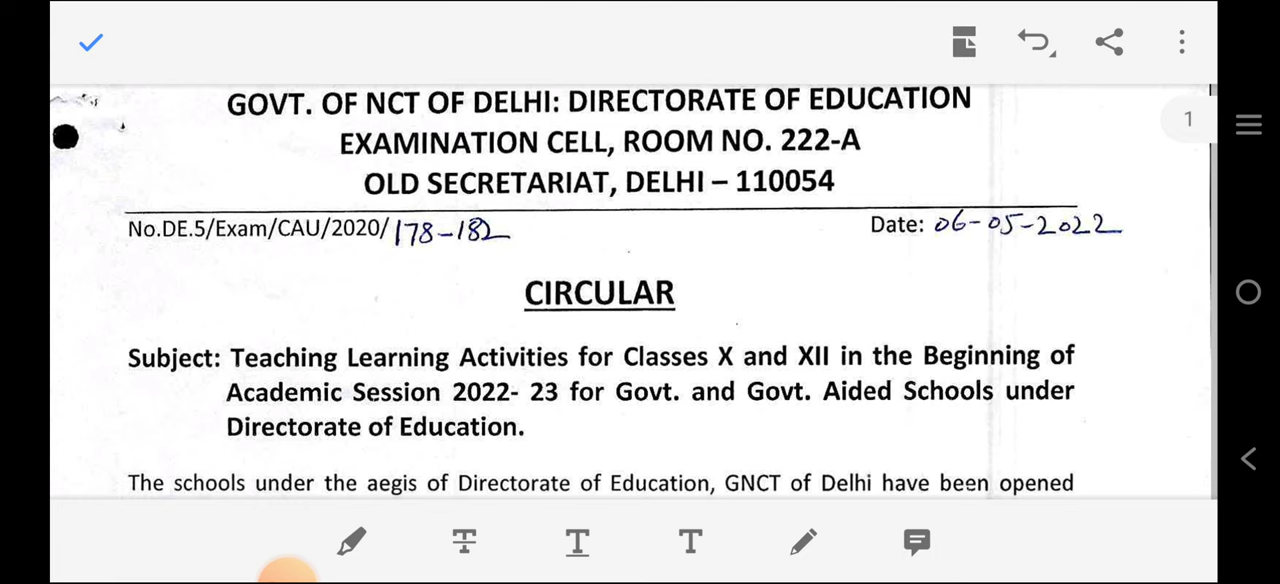 GOVT. OF NCT OF DELHI: DIRECTORATE OF EDUCATION
1
EXAMINATION CELL, ROOM NO. 222-A
OLD SECRETARIAT, DELHI – 110054
No.DE.5/Exam/CAU/2020/ 178-182 Date: 06-05-2022
CIRCULAR
Subject: Teaching Learning Activities for Classes X and XII in the Beginning of
Academic Session 2022- 23 for Govt. and Govt. Aided Schools under
Directorate of Education.
The schools under the aegis of Directorate of Education, GNCT of Delhi have been opened